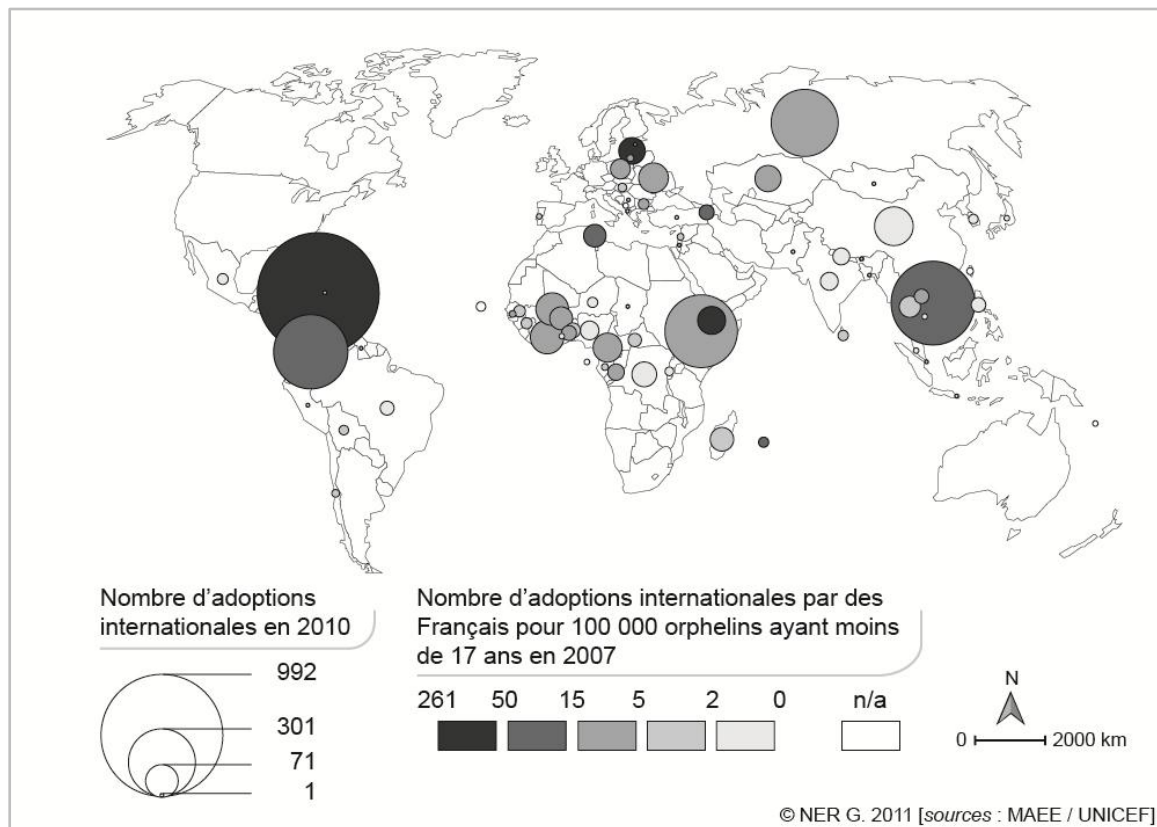 Nombre d'adoptions
internationales en 2010
992
301
71
1
Nombre d'adoptions internationales par des
Français pour 100 000 orphelins ayant moins
de 17 ans en 2007
261 50 15 5 2 0 n/a
N
0 2000 km
© NER G. 2011 [sources : MAEE / UNICEF]